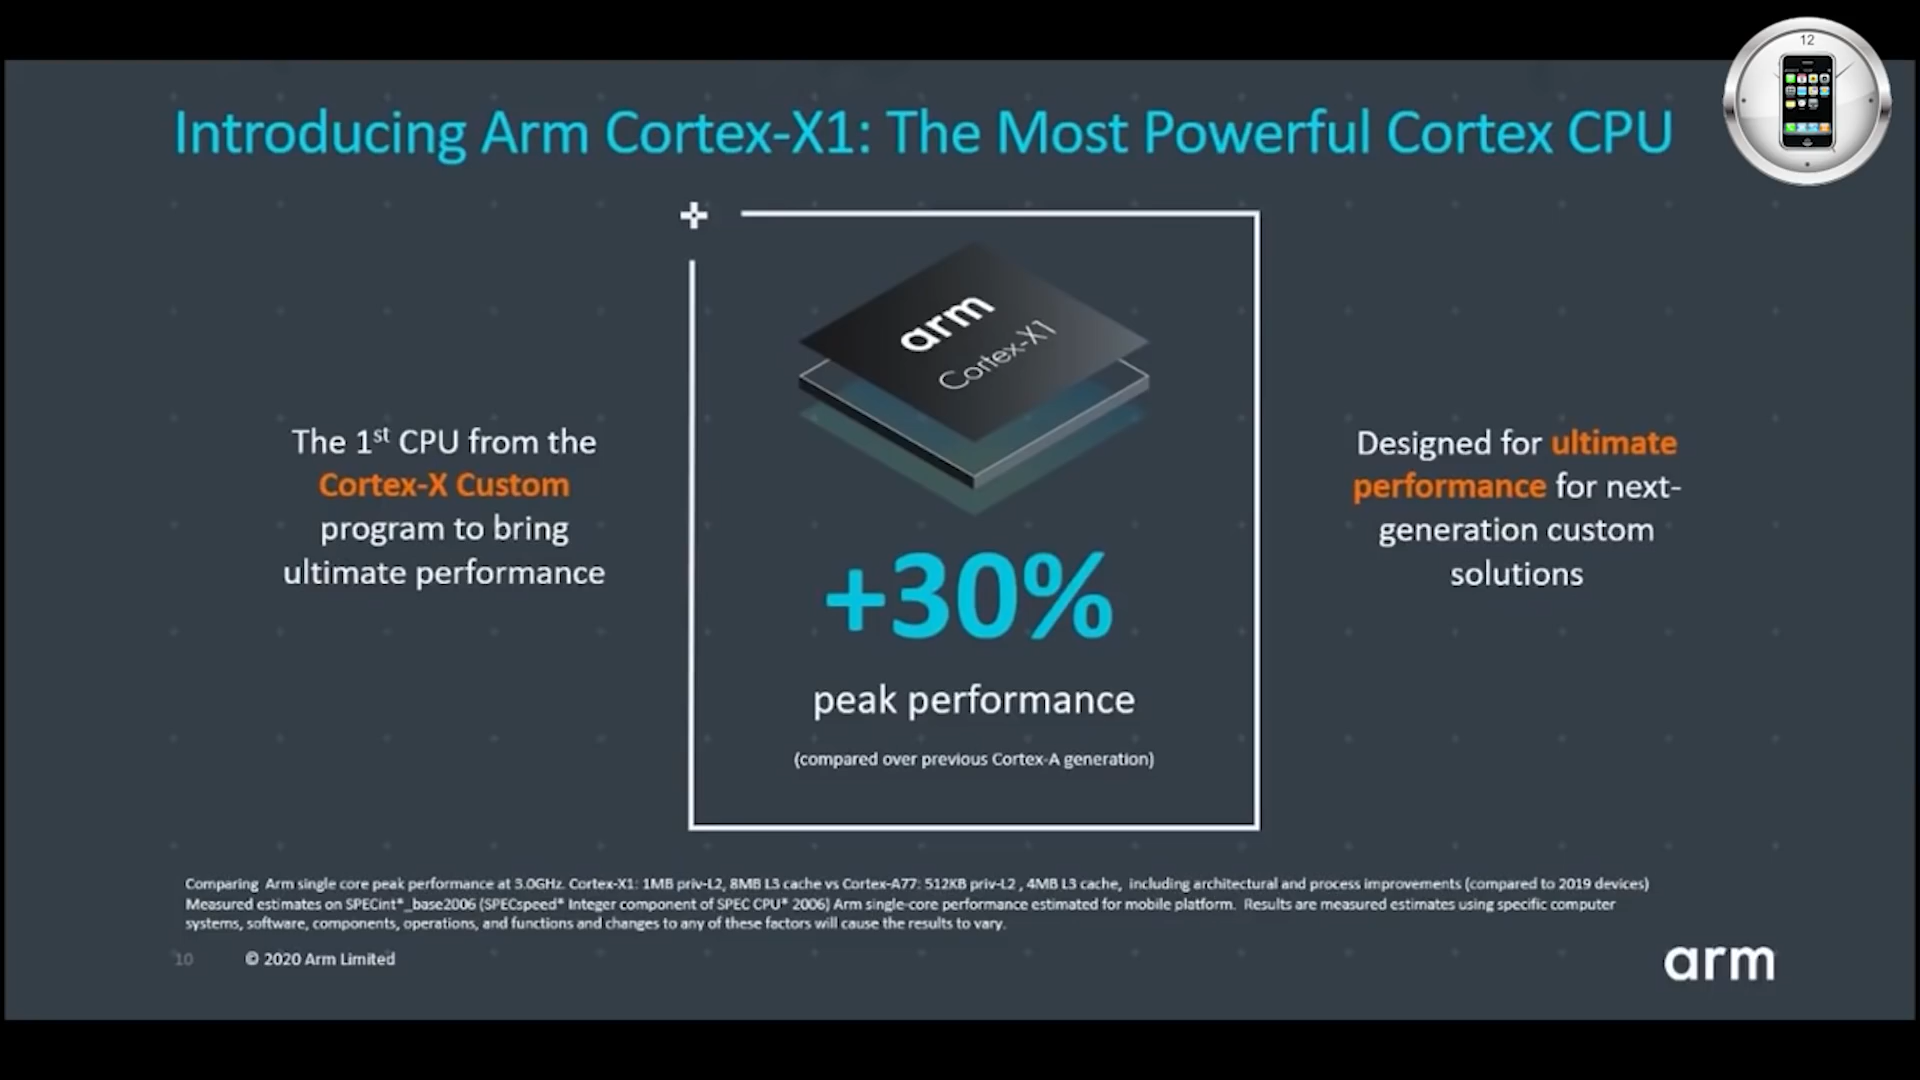 12
Introducing Arm Cortex-X1: The Most Powerful Cortex CPU
arm
Cortex-X1
The 1st CPU from the
Cortex-X Custom
program to bring
ultimate performance
+30%
peak performance
(compared over previous Cortex-A generation)
Designed for ultimate
performance for next-
generation custom
solutions
Comparing Arm single core peak performance at 3.0GHz. Cortex-X1: 1MB priv-L2, 8MB L3 cache vs Cortex-A77: 512KB priv-L2 , 4MB L3 cache, including architectural and process improvements (compared to 2019 devices)
Measured estimates on SPECint*_base2006 (SPECspeed* Integer component of SPEC CPU* 2006) Arm single-core performance estimated for mobile platform. Results are measured estimates using specific computer
systems, software, components, operations, and functions and changes to any of these factors will cause the results to vary.
10 © 2020 Arm Limited
arm